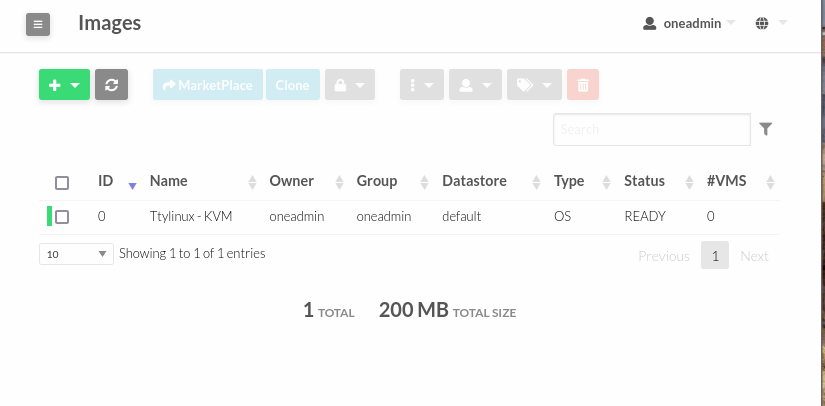 Images
oneadmin
MarketPlace Clone
Search
ID Name Owner Group Datastore Type Status #VMS
0 Ttylinux - KVM oneadmin oneadmin default OS READY 0
10 Showing 1 to 1 of 1 entries Previous 1 Next
1 TOTAL 200 MB TOTAL SIZE